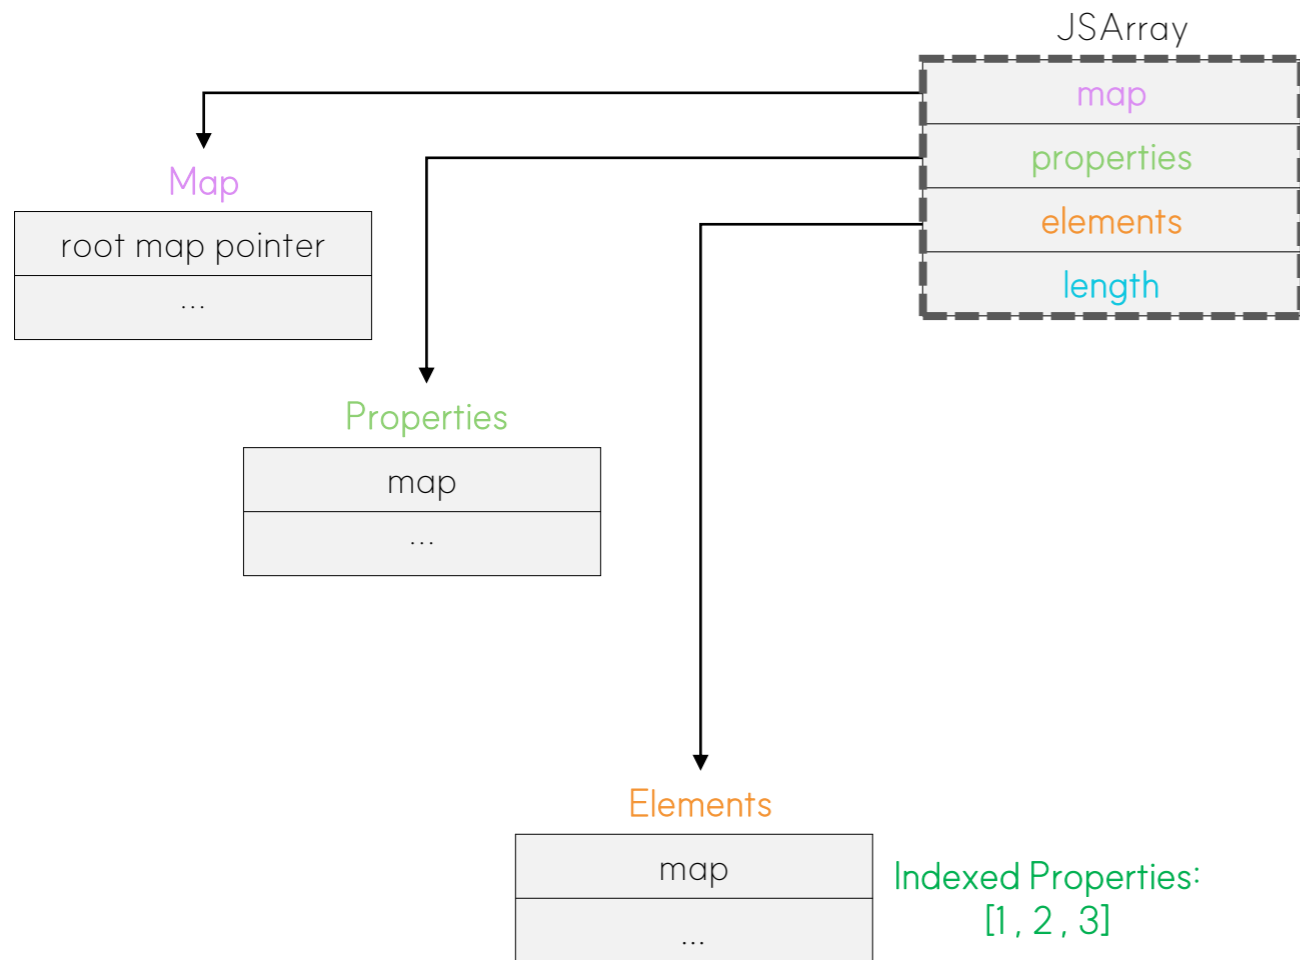 JSArray
map
properties
elements
length
Map
root map pointer
...
Properties
map
...
Elements
map
...
Indexed Properties:
[1 , 2 , 3]